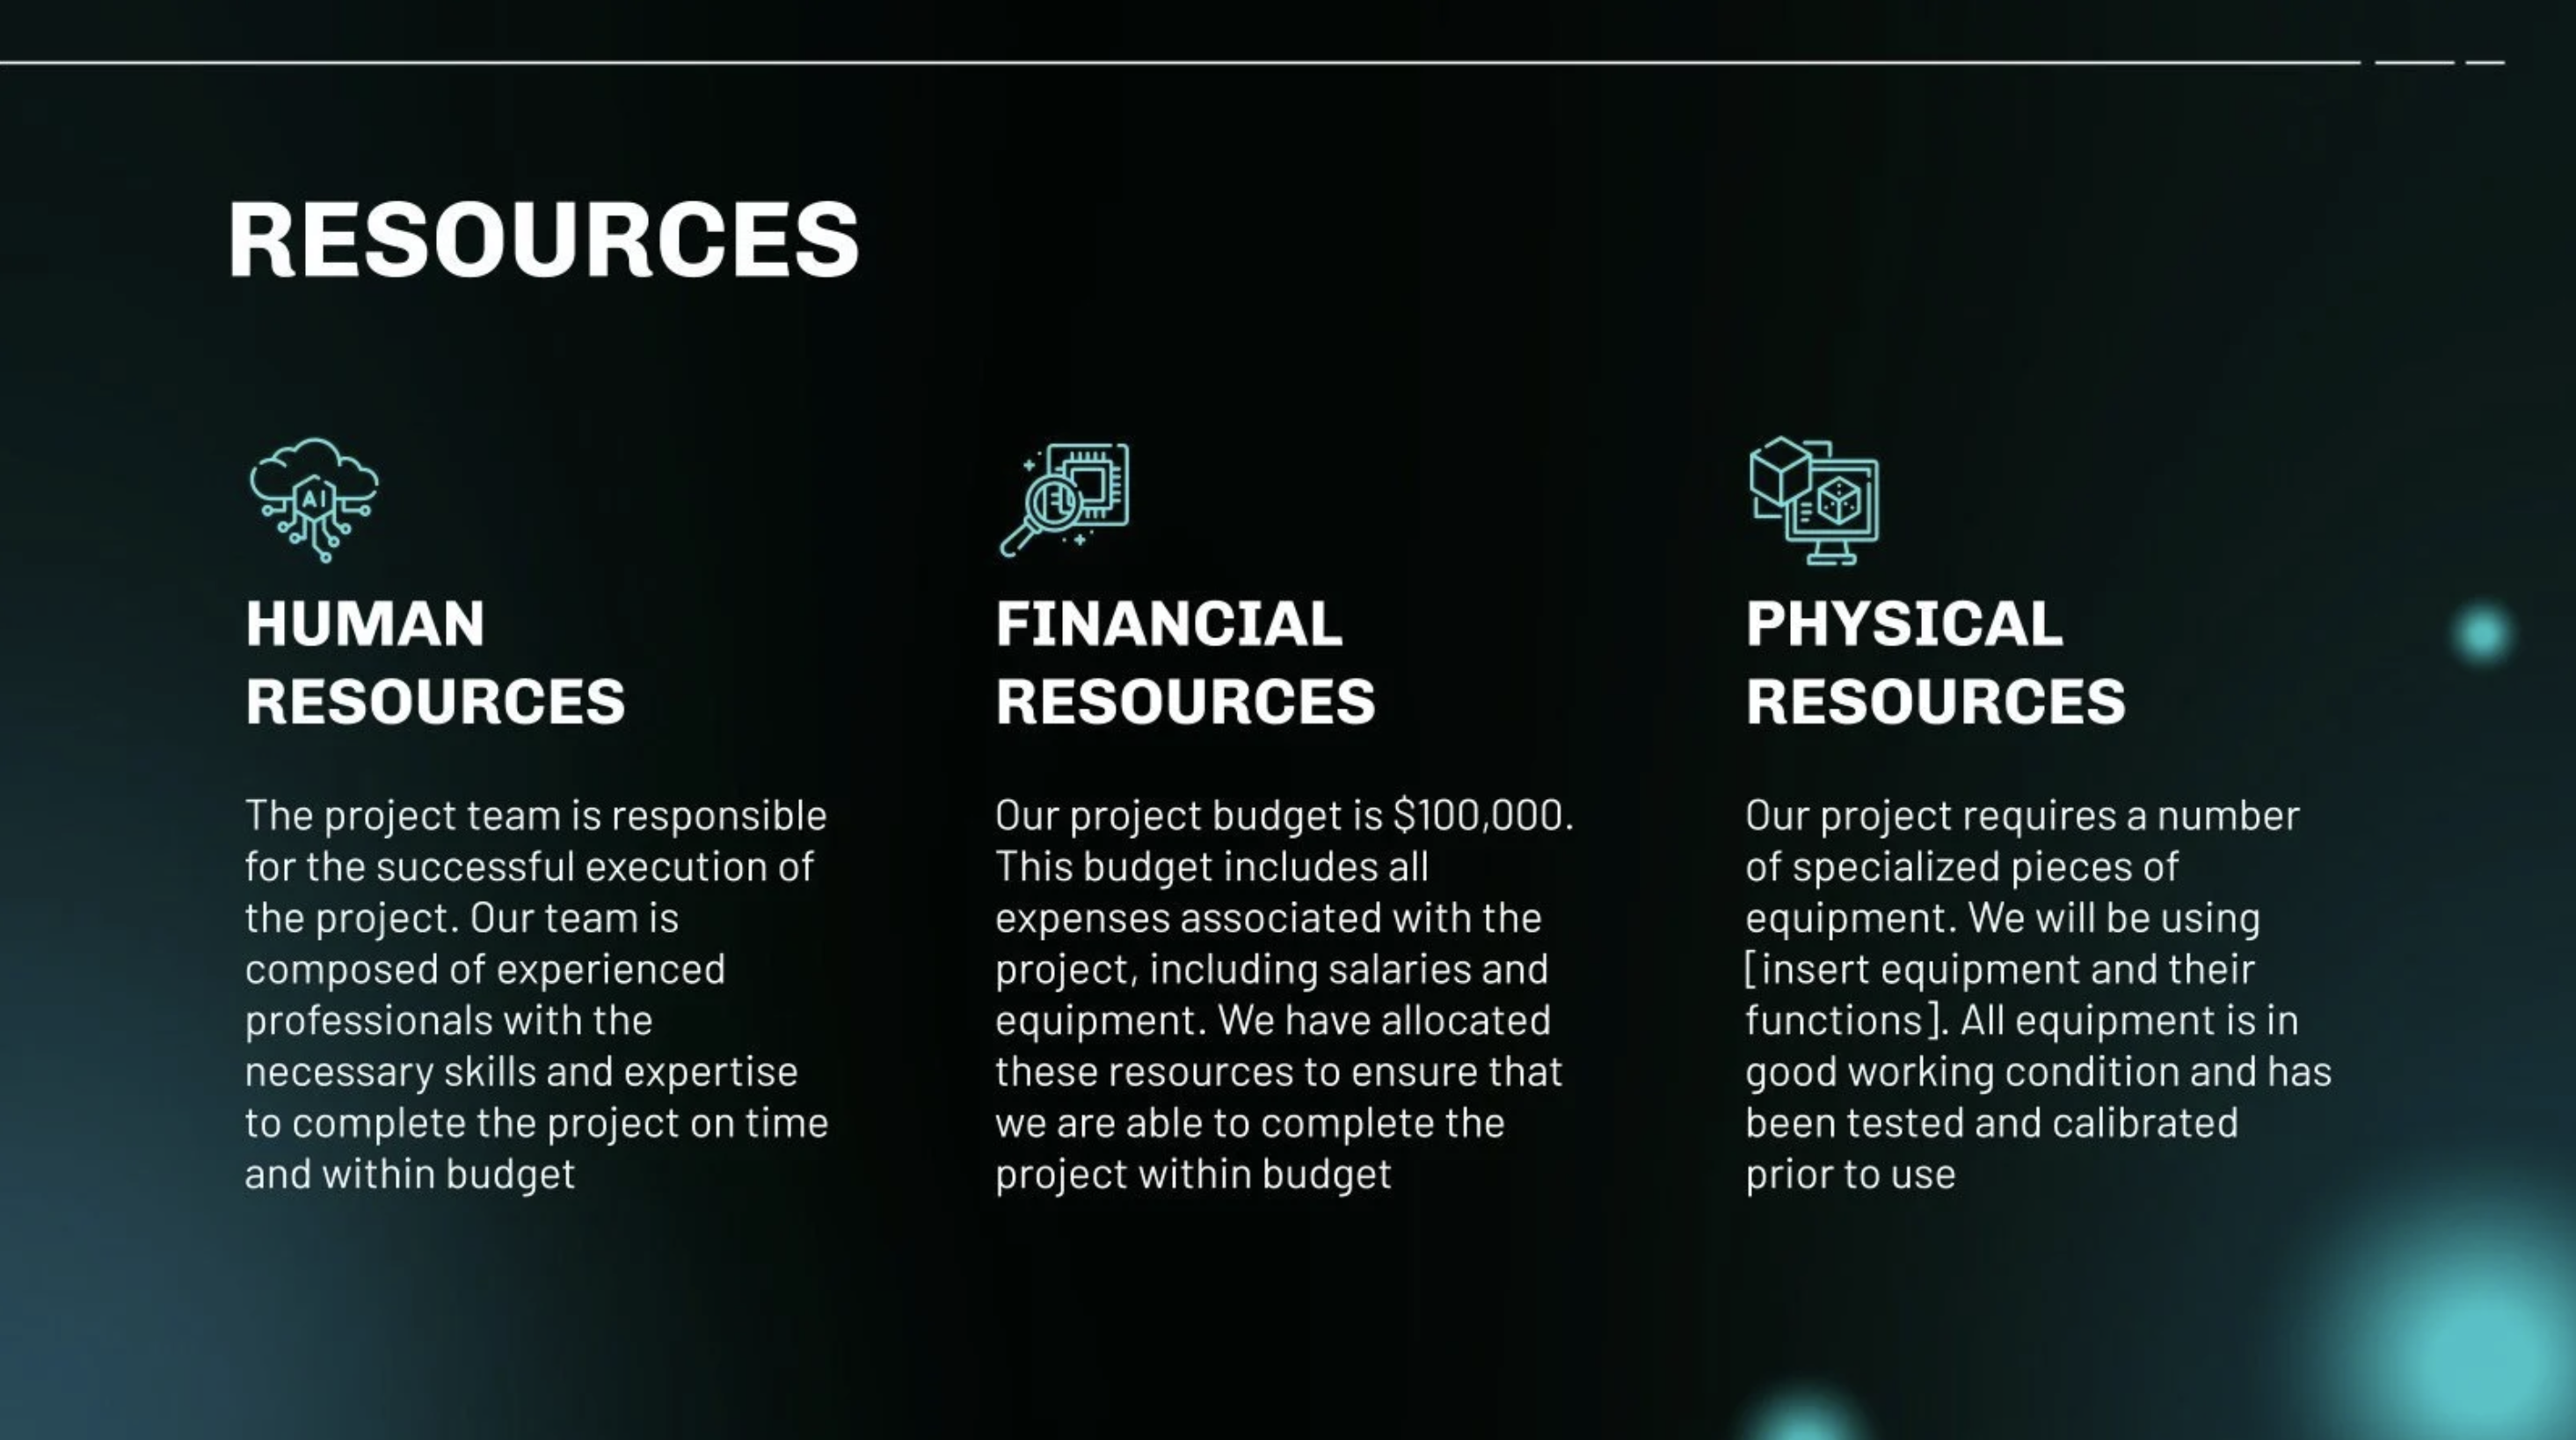 RESOURCES
AI
HUMAN
RESOURCES
The project team is responsible
for the successful execution of
the project. Our team is
composed of experienced
professionals with the
necessary skills and expertise
to complete the project on time
and within budget
FINANCIAL
RESOURCES
Our project budget is $100,000.
This budget includes all
expenses associated with the
project, including salaries and
equipment. We have allocated
these resources to ensure that
we are able to complete the
project within budget
PHYSICAL
RESOURCES
Our project requires a number
of specialized pieces of
equipment. We will be using
[insert equipment and their
functions]. All equipment is in
good working condition and has
been tested and calibrated
prior to use